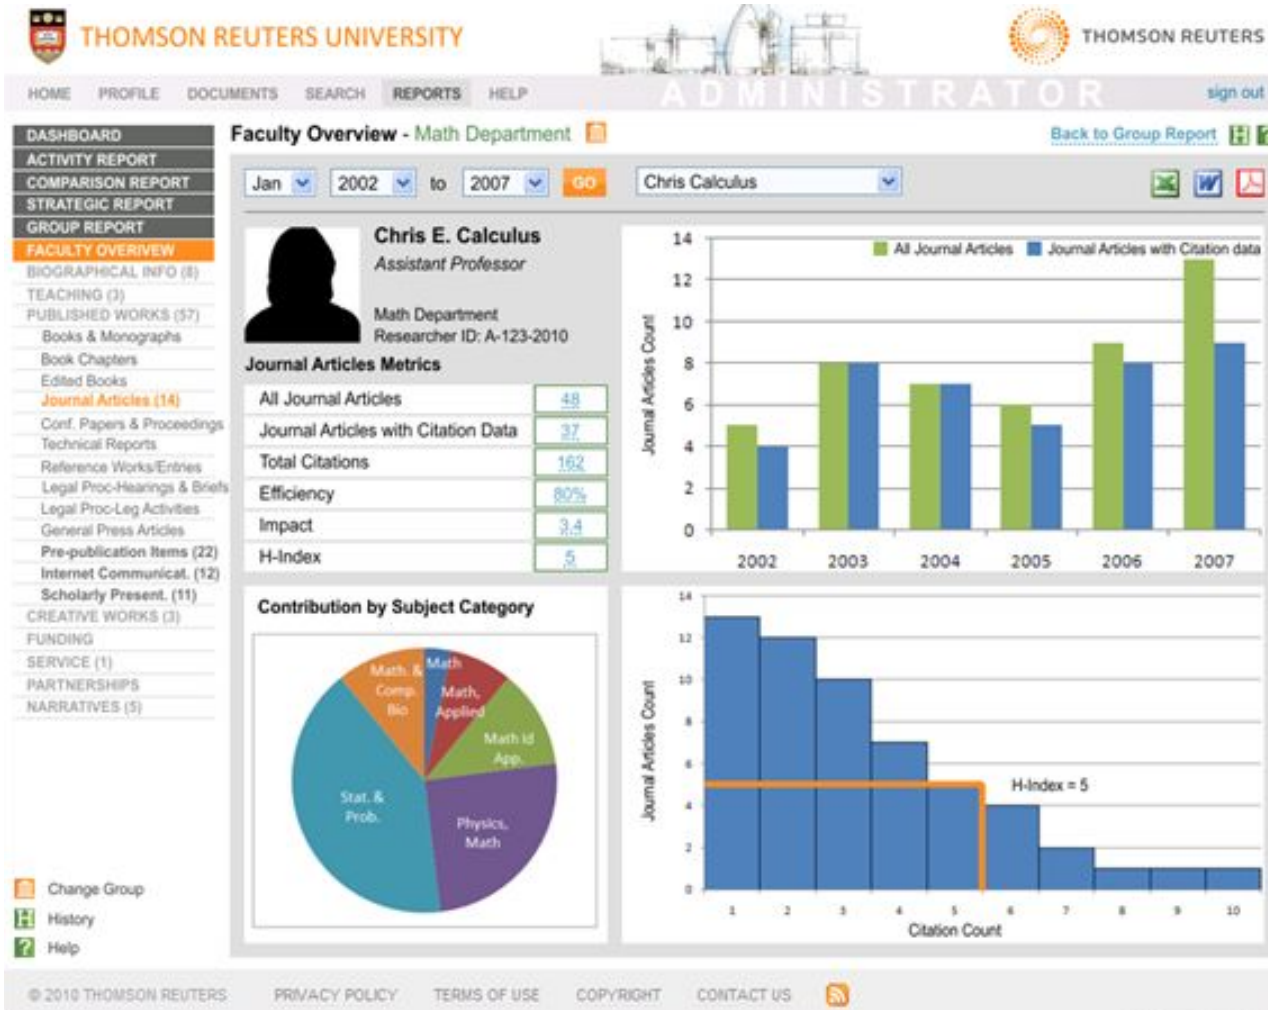 THOMSON REUTERS UNIVERSITY
THOMSON REUTERS
ADMINISTRATOR
HOME PROFILE DOCUMENTS SEARCH REPORTS HELP
sign out
DASHBOARD
ACTIVITY REPORT
COMPARISON REPORT
STRATEGIC REPORT
GROUP REPORT
FACULTY OVERIVEW
BIOGRAPHICAL INFO (8)
TEACHING (3)
PUBLISHED WORKS (57)
Books & Monographs
Book Chapters
Edited Books
Journal Articles (14)
Conf. Papers & Proceedings
Technical Reports
Reference Works/Entries
Legal Proc-Hearings & Briefs
Legal Proc-Leg Activities
General Press Articles
Pre-publication Items (22)
Internet Communicat. (12)
Scholarly Present. (11)
CREATIVE WORKS (3)
FUNDING
SERVICE (1)
PARTNERSHIPS
NARRATIVES (5)
Change Group
H History
? Help
Faculty Overview - Math Department
Back to Group Report H ?
Jan 2002 to 2007 GO
Chris Calculus
Chris E. Calculus
Assistant Professor
Math Department
Researcher ID: A-123-2010
Journal Articles Metrics
All Journal Articles 48
Journal Articles with Citation Data 37
Total Citations 162
Efficiency 80%
Impact 3.4
H-Index 5
All Journal Articles Journal Articles with Citation data
Journal Articles Count
14
12
10
8
6
4
2
0
2002 2003 2004 2005 2006 2007
Contribution by Subject Category
Math
Math. &
Comp.
Bio
Math,
Applied
Math Id
App.
Stat. &
Prob.
Physics,
Math
Journal Articles Count
14
12
10
8
6
4
2
0
H-Index = 5
1 2 3 4 5 6 7 8 9 10
Citation Count
© 2010 THOMSON REUTERS PRIVACY POLICY TERMS OF USE COPYRIGHT CONTACT US